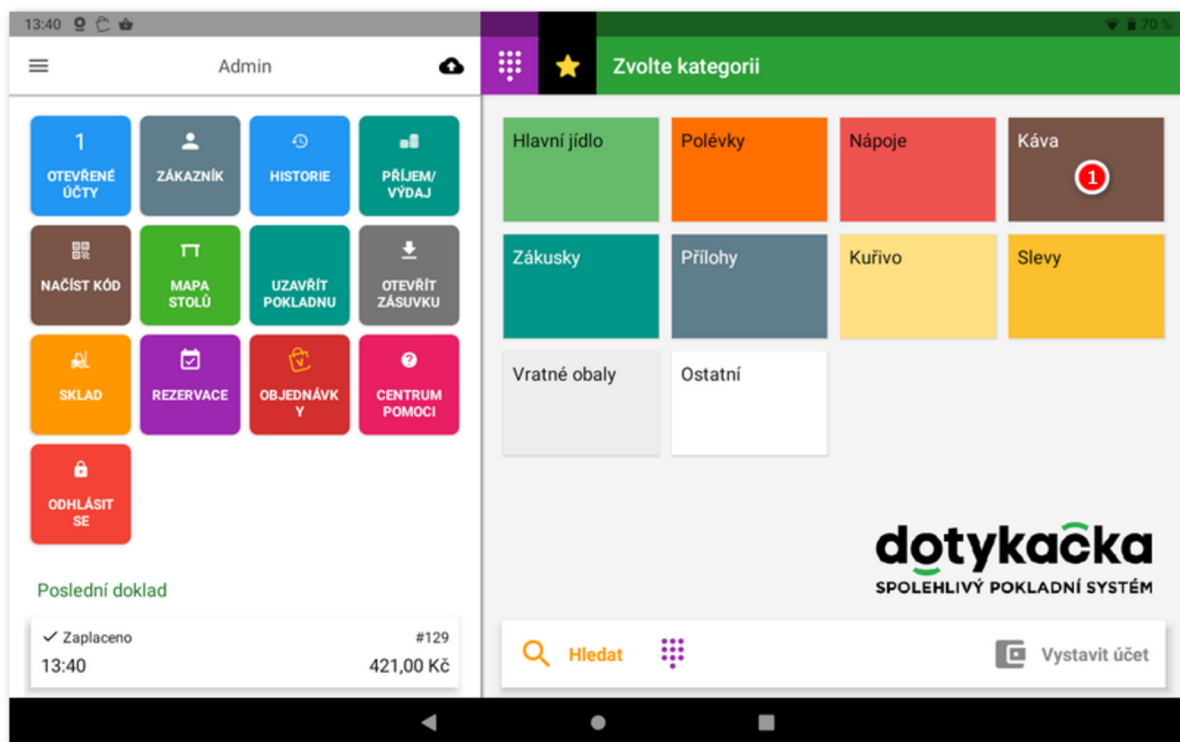 13:40
70 %
Admin
Zvolte kategorii
1
OTEVŘENÉ
ÚČTY
ZÁKAZNÍK
HISTORIE
PŘÍJEM/
VÝDAJ
NAČÍST KÓD
MAPA
STOLŮ
UZAVŘÍT
POKLADNU
OTEVŘÍT
ZÁSUVKU
SKLAD
REZERVACE
OBJEDNÁVK
Y
CENTRUM
POMOCI
ODHLÁSIT
SE
Poslední doklad
Zaplaceno #129
13:40 421,00 Kč
Hlavní jídlo
Polévky
Nápoje
Káva
1
Zákusky
Přílohy
Kuřivo
Slevy
Vratné obaly
Ostatní
dotykačka
SPOLEHLIVÝ POKLADNÍ SYSTÉM
Hledat
Vystavit účet